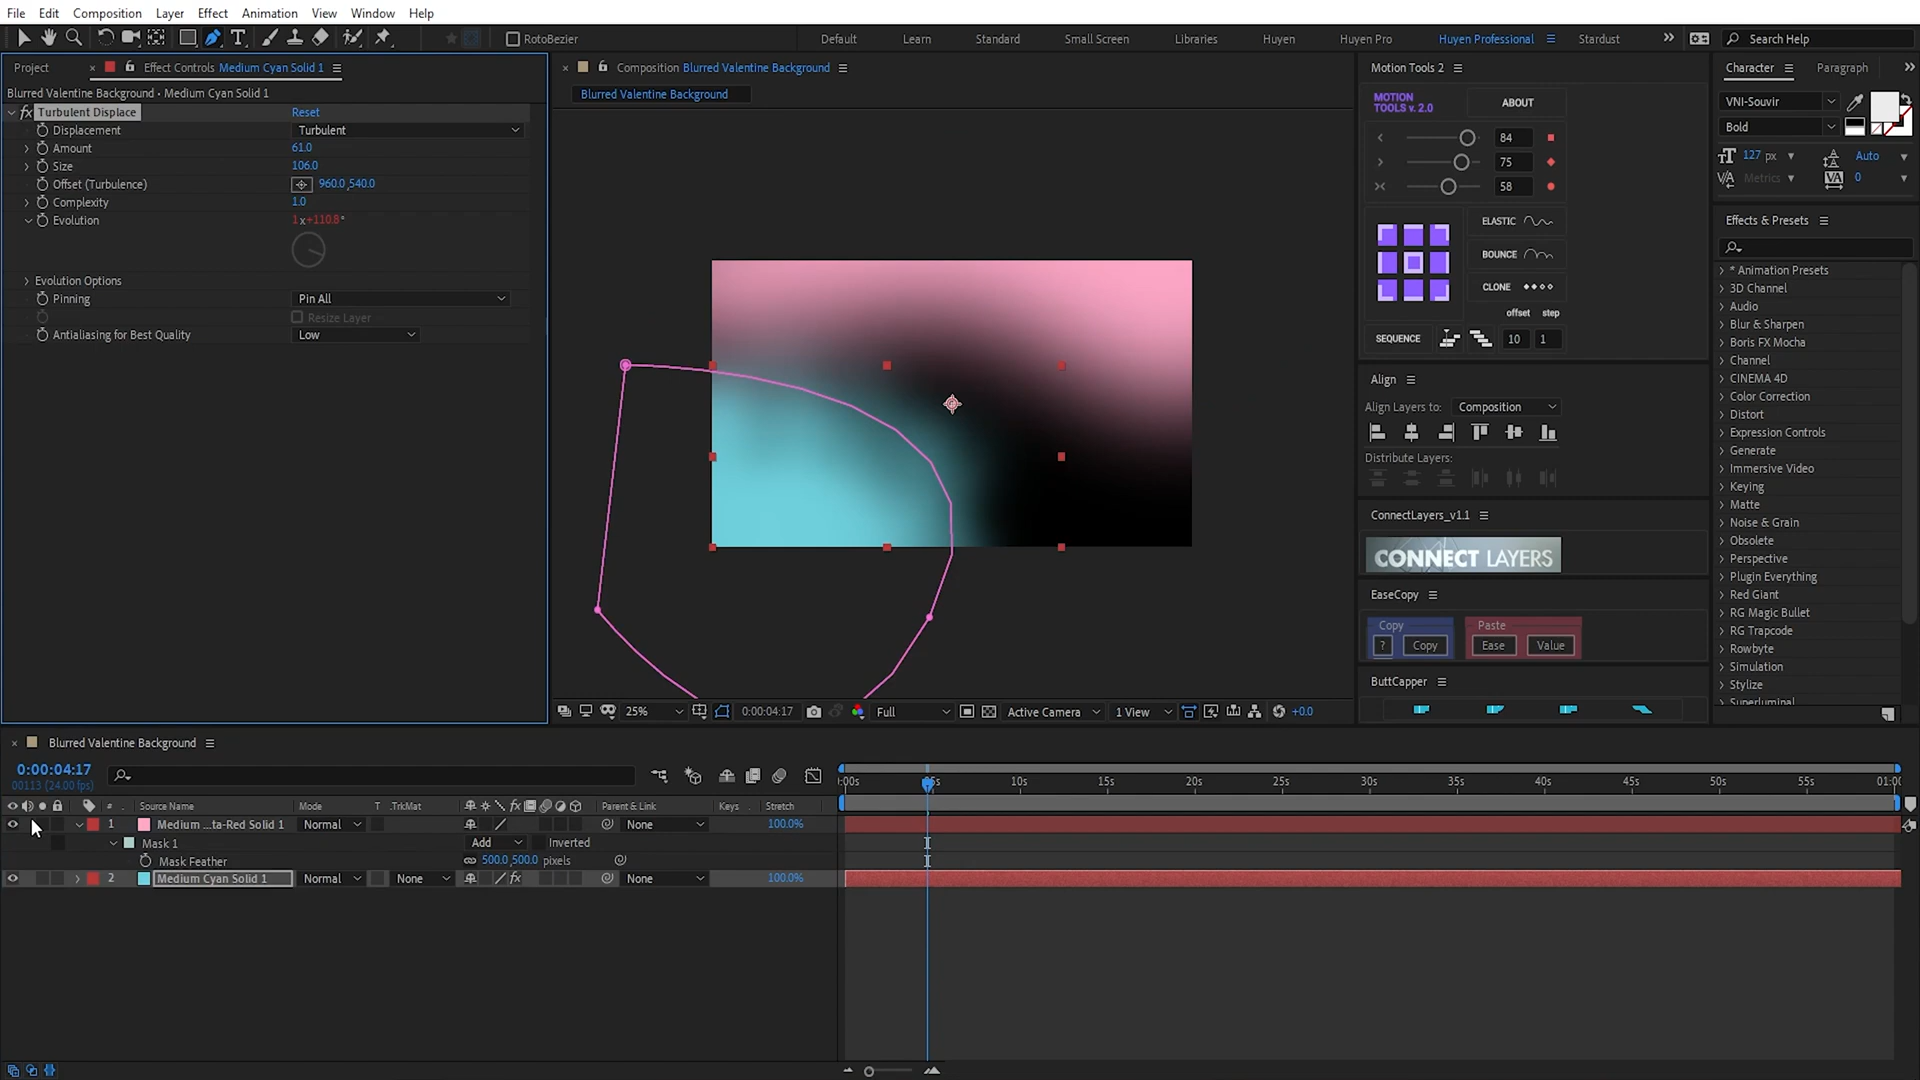 File Edit Composition Layer Effect Animation View Window Help
RotoBezier Default Learn Standard Small Screen Libraries Huyen Huyen Pro Huyen Professional Stardust Search Help
Project Effect Controls Medium Cyan Solid 1
Blurred Valentine Background • Medium Cyan Solid 1
fx Turbulent Displace Reset
Displacement Turbulent
Amount 61.0
Size 106.0
Offset (Turbulence) 960.0,540.0
Complexity 1.0
Evolution 1x+110.8°
Evolution Options
Pinning Pin All
Resize Layer
Antialiasing for Best Quality Low
Composition Blurred Valentine Background
Blurred Valentine Background
25% 0:00:04:17 Full Active Camera 1 View +0.0
Motion Tools 2
MOTION
TOOLS v. 2.0
ABOUT
84
75
58
ELASTIC
BOUNCE
CLONE
offset step
SEQUENCE 10 1
Align
Align Layers to: Composition
Distribute Layers:
ConnectLayers_v1.1
CONNECT LAYERS
EaseCopy
Copy Paste
? Copy Ease Value
ButtCapper
Character Paragraph
VNI-Souvir
Bold
127 px Auto
Metrics 0
Effects & Presets
* Animation Presets
3D Channel
Audio
Blur & Sharpen
Boris FX Mocha
Channel
CINEMA 4D
Color Correction
Distort
Expression Controls
Generate
Immersive Video
Keying
Matte
Noise & Grain
Obsolete
Perspective
Plugin Everything
Red Giant
RG Magic Bullet
RG Trapcode
Rowbyte
Simulation
Stylize
Superluminal
Blurred Valentine Background
0:00:04:17
00113 (24.00 fps)
:00s 10s 15s 20s 25s 30s 35s 40s 45s 50s 55s
# Source Name Mode T .TrkMat Parent & Link Keys Stretch
1 Medium ...ta-Red Solid 1 Normal None 100.0%
Mask 1 Add Inverted
Mask Feather 500.0,500.0 pixels
2 Medium Cyan Solid 1 Normal None fx None 100.0%